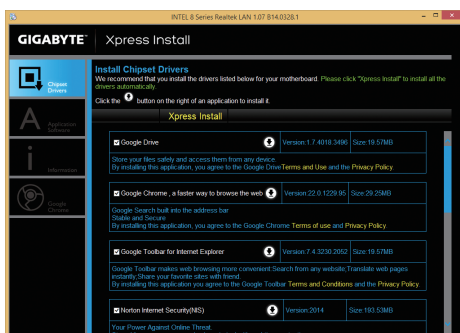 INTEL 8 Series Realtek LAN 1.07 B14.0328.1
GIGABYTE™
Xpress Install
Chipset
Drivers
Application
Software
Information
Google
Chrome
Install Chipset Drivers
We recommend that you install the drivers listed below for your motherboard. Please click "Xpress Install" to install all the
drivers automatically.
Click the button on the right of an application to install it.
Xpress Install
Google Drive Version:1.7.4018.3496 Size:19.57MB
Store your files safely and access them from any device.
By installing this application, you agree to the Google DriveTerms and Use and the Privacy Policy.
Google Chrome , a faster way to browse the web Version:22.0.1229.95 Size:29.25MB
Google Search built into the address bar
Stable and Secure
By installing this application, you agree to the Google Chrome Terms of use and Privacy Policy.
Google Toolbar for Internet Explorer Version:7.4.3230.2052 Size:19.57MB
Google Toolbar makes web browsing more convenient:Search from any website;Translate web pages
instantly;Share your favorite sites with friend.
By installing this application you agree to the Google Toolbar Terms and Conditions and the Privacy Policy.
Norton Internet Security(NIS) Version:2014 Size:183.53MB
Your Power Against Online Threat